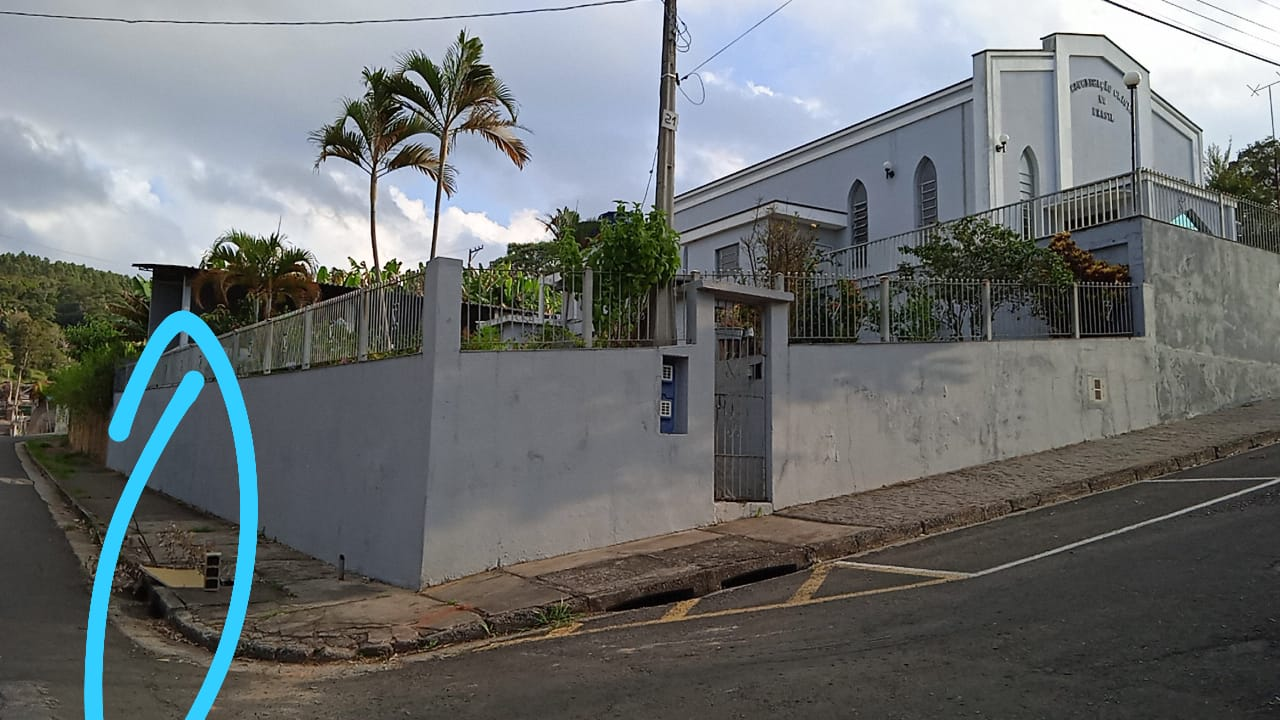 21
CONGREGAÇÃO CRISTÃ
NO
BRASIL